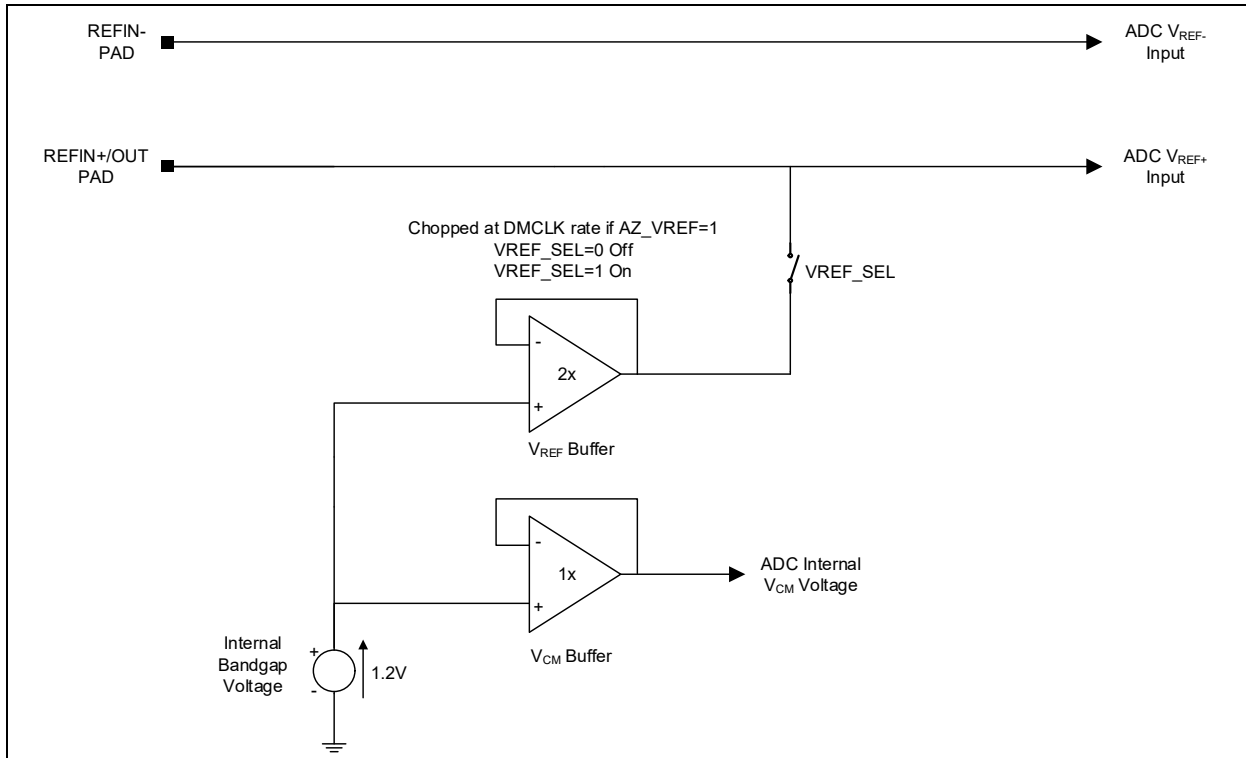 REFIN-
PAD
ADC VREF-
Input
REFIN+/OUT
PAD
ADC VREF+
Input
Chopped at DMCLK rate if AZ_VREF=1
VREF_SEL=0 Off
VREF_SEL=1 On
VREF_SEL
-
2x
+
VREF Buffer
-
1x
+
ADC Internal
VCM Voltage
VCM Buffer
Internal
Bandgap
Voltage
+
-
1.2V